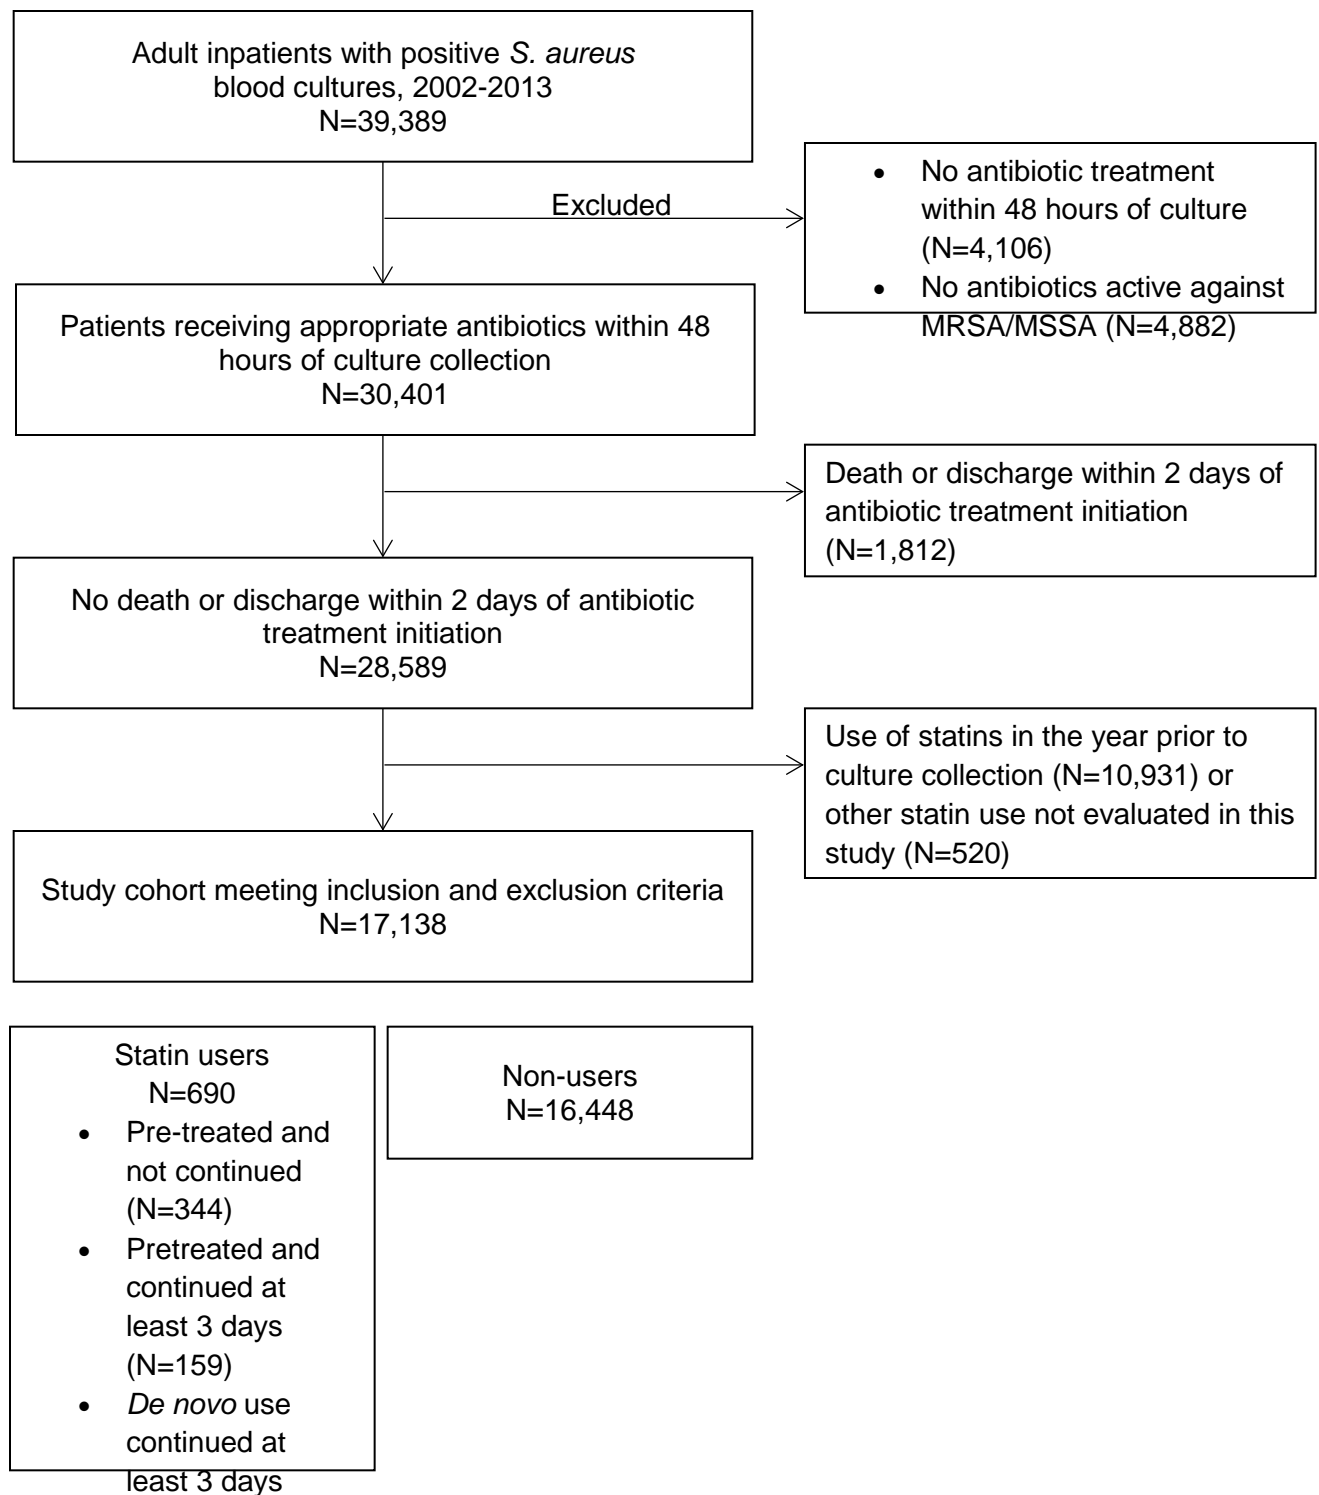 Adult inpatients with positive S. aureus
blood cultures, 2002-2013
N=39,389
Excluded
• No antibiotic treatment
within 48 hours of culture
(N=4,106)
• No antibiotics active against
MRSA/MSSA (N=4,882)
Patients receiving appropriate antibiotics within 48
hours of culture collection
N=30,401
Death or discharge within 2 days of
antibiotic treatment initiation
(N=1,812)
No death or discharge within 2 days of antibiotic
treatment initiation
N=28,589
Use of statins in the year prior to
culture collection (N=10,931) or
other statin use not evaluated in this
study (N=520)
Study cohort meeting inclusion and exclusion criteria
N=17,138
Statin users
N=690
• Pre-treated and
not continued
(N=344)
• Pretreated and
continued at
least 3 days
(N=159)
• De novo use
continued at
least 3 days
Non-users
N=16,448